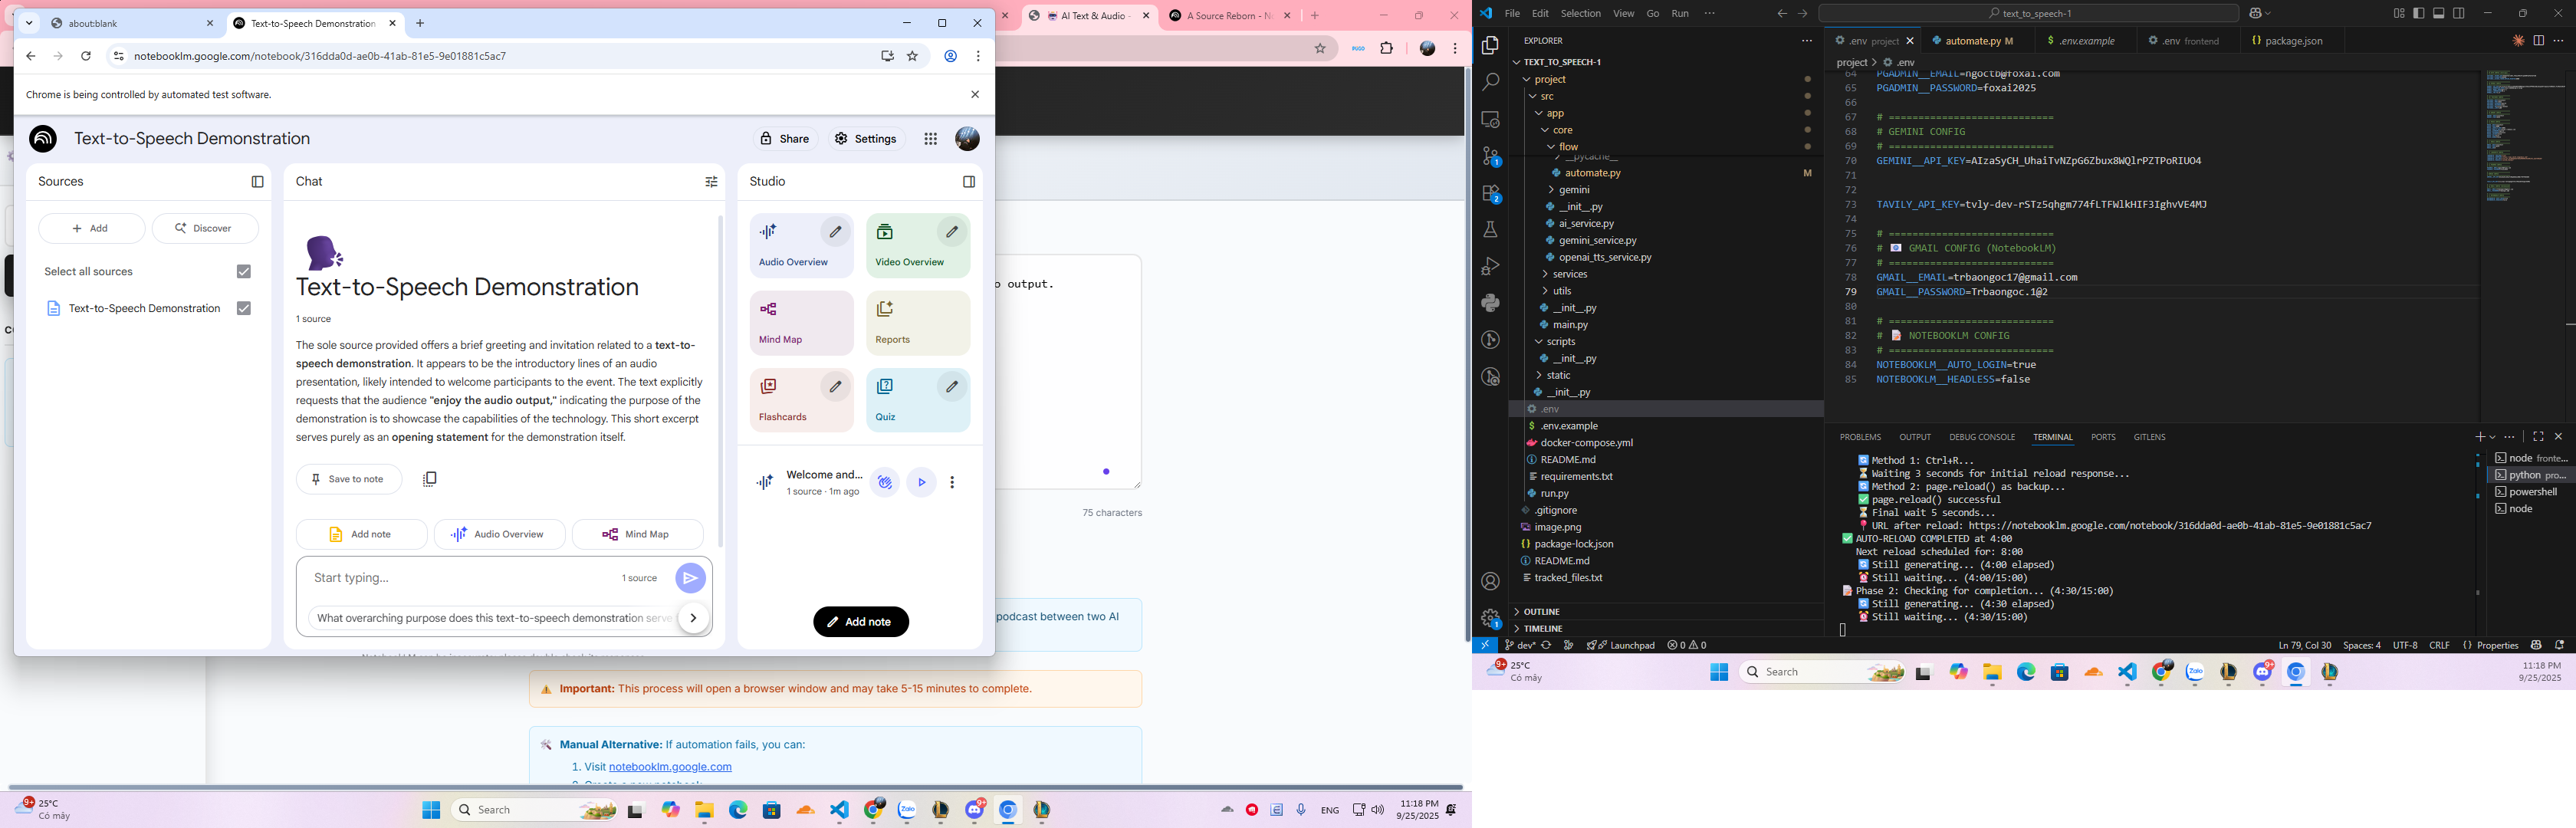 about:blank
Text-to-Speech Demonstration
notebooklm.google.com/notebook/316dda0d-ae0b-41ab-81e5-9e01881c5ac7
Chrome is being controlled by automated test software.
Text-to-Speech Demonstration
Share
Settings
Sources
Add
Discover
Select all sources
Text-to-Speech Demonstration
Chat
Text-to-Speech Demonstration
1 source
The sole source provided offers a brief greeting and invitation related to a text-to-
speech demonstration. It appears to be the introductory lines of an audio
presentation, likely intended to welcome participants to the event. The text explicitly
requests that the audience "enjoy the audio output," indicating the purpose of the
demonstration is to showcase the capabilities of the technology. This short excerpt
serves purely as an opening statement for the demonstration itself.
Save to note
Add note
Audio Overview
Mind Map
Start typing...
1 source
What overarching purpose does this text-to-speech demonstration serve
Studio
Audio Overview
Video Overview
Mind Map
Reports
Flashcards
Quiz
Welcome and...
1 source · 1m ago
Add note
AI Text & Audio -
A Source Reborn - No
o output.
75 characters
podcast between two AI
Important: This process will open a browser window and may take 5-15 minutes to complete.
Manual Alternative: If automation fails, you can:
1. Visit notebooklm.google.com
25°C
Có mây
Search
ENG
11:18 PM
9/25/2025
File Edit Selection View Go Run ···
text_to_speech-1
EXPLORER
TEXT_TO_SPEECH-1
project
src
app
core
flow
__pycache__
automate.py M
gemini
__init__.py
ai_service.py
gemini_service.py
openai_tts_service.py
services
utils
__init__.py
main.py
scripts
__init__.py
static
__init__.py
.env
.env.example
docker-compose.yml
README.md
requirements.txt
run.py
.gitignore
image.png
package-lock.json
README.md
tracked_files.txt
OUTLINE
TIMELINE
.env project
automate.py M
.env.example
.env frontend
package.json
project > .env
64 PGADMIN__EMAIL=ngoctb@foxai.com
65 PGADMIN__PASSWORD=
66
67 # ===========================
68 # GEMINI CONFIG
69 # ===========================
70 GEMINI__API_KEY=
71
72
73 TAVILY_API_KEY=
74
75 # ===========================
76 # 📧 GMAIL CONFIG (NotebookLM)
77 # ===========================
78 GMAIL__EMAIL=trbaongoc17@gmail.com
79 GMAIL__PASSWORD=
80
81 # ===========================
82 # 📝 NOTEBOOKLM CONFIG
83 # ===========================
84 NOTEBOOKLM__AUTO_LOGIN=true
85 NOTEBOOKLM__HEADLESS=false
PROBLEMS OUTPUT DEBUG CONSOLE TERMINAL PORTS GITLENS
Method 1: Ctrl+R...
Waiting 3 seconds for initial reload response...
Method 2: page.reload() as backup...
page.reload() successful
Final wait 5 seconds...
URL after reload: https://notebooklm.google.com/notebook/316dda0d-ae0b-41ab-81e5-9e01881c5ac7
AUTO-RELOAD COMPLETED at 4:00
Next reload scheduled for: 8:00
Still generating... (4:00 elapsed)
Still waiting... (4:00/15:00)
Phase 2: Checking for completion... (4:30/15:00)
Still generating... (4:30 elapsed)
Still waiting... (4:30/15:00)
node fronte...
python pro...
powershell
node
dev*
Launchpad
0 0
Ln 79, Col 30 Spaces: 4 UTF-8 CRLF Properties
25°C
Có mây
Search
11:18 PM
9/25/2025